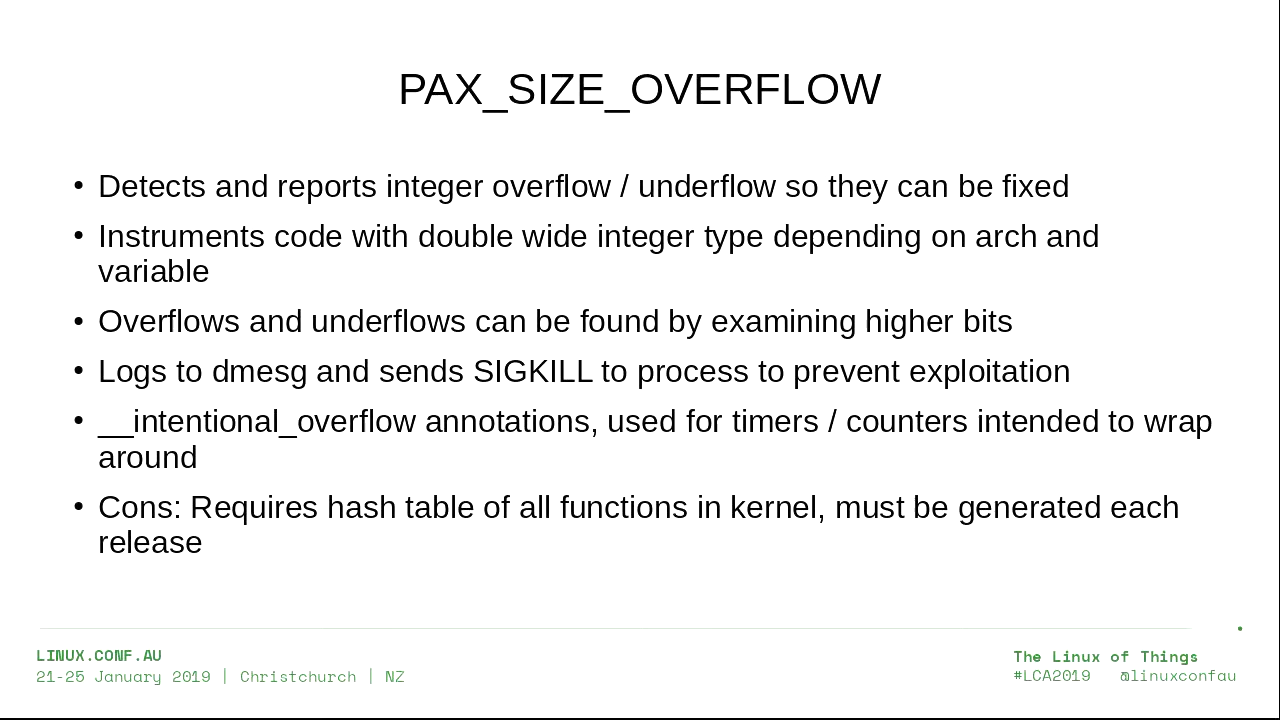 PAX_SIZE_OVERFLOW
• Detects and reports integer overflow / underflow so they can be fixed
• Instruments code with double wide integer type depending on arch and
variable
• Overflows and underflows can be found by examining higher bits
• Logs to dmesg and sends SIGKILL to process to prevent exploitation
• __intentional_overflow annotations, used for timers / counters intended to wrap
around
• Cons: Requires hash table of all functions in kernel, must be generated each
release
LINUX.CONF.AU
21-25 January 2019 | Christchurch | NZ
The Linux of Things
#LCA2019 @linuxconfau